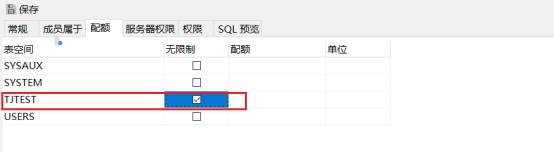 保存
常规 成员属于 配额 服务器权限 权限 SQL 预览
表空间 无限制 配额 单位
SYSAUX
SYSTEM
TJTEST
USERS